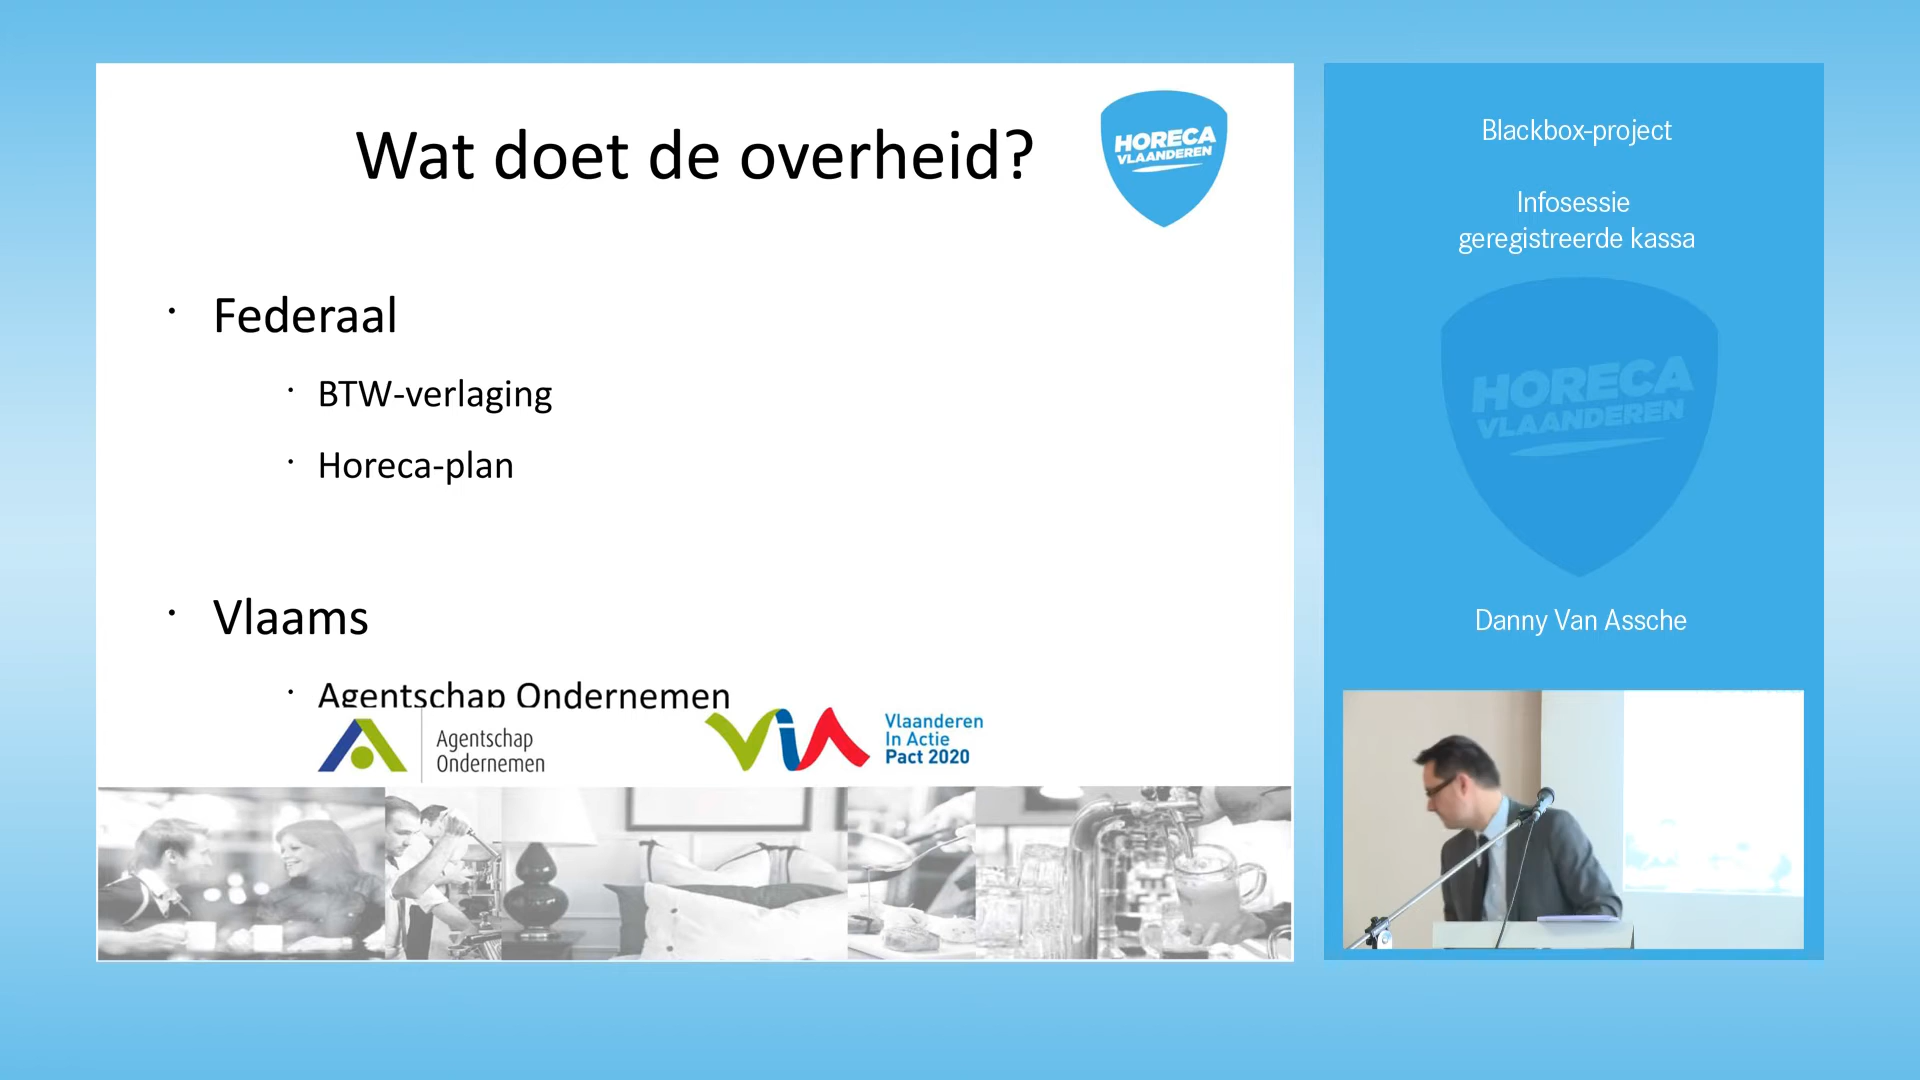 Wat doet de overheid?
HORECA
VLAANDEREN
Federaal
BTW-verlaging
Horeca-plan
Vlaams
Agentschap Ondernemen
Agentschap
Ondernemen
ViA
Vlaanderen
In Actie
Pact 2020
Blackbox-project
Infosessie
geregistreerde kassa
HORECA
VLAANDEREN
Danny Van Assche